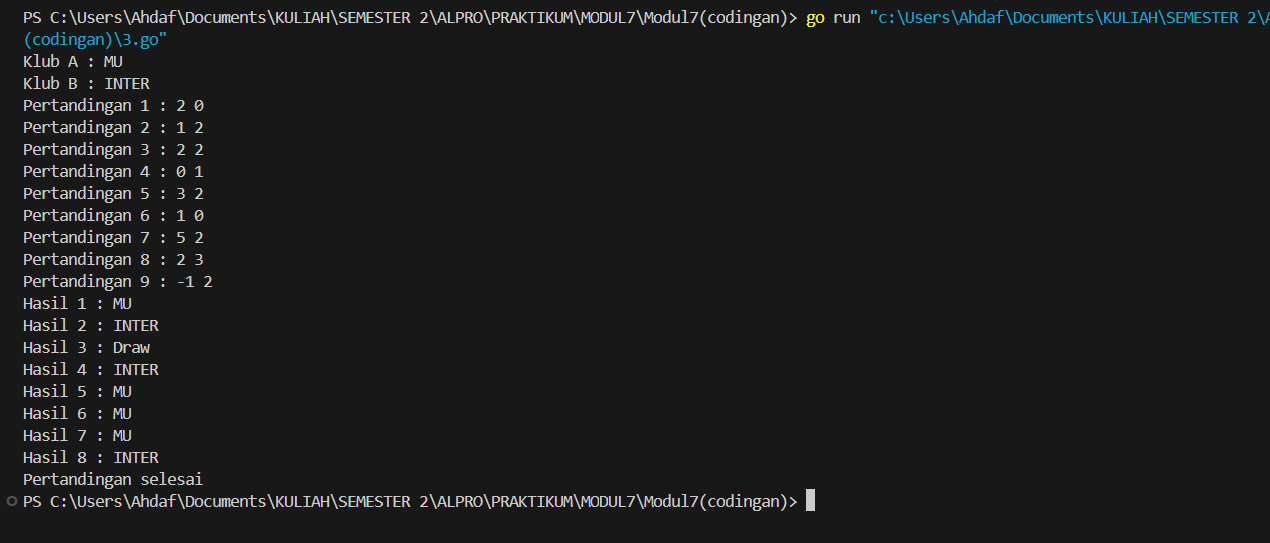 PS C:\Users\Ahdaf\Documents\KULIAH\SEMESTER 2\ALPRO\PRAKTIKUM\MODUL7\Modul7(codingan)> go run "c:\Users\Ahdaf\Documents\KULIAH\SEMESTER 2\A
(codingan)\3.go"
Klub A : MU
Klub B : INTER
Pertandingan 1 : 2 0
Pertandingan 2 : 1 2
Pertandingan 3 : 2 2
Pertandingan 4 : 0 1
Pertandingan 5 : 3 2
Pertandingan 6 : 1 0
Pertandingan 7 : 5 2
Pertandingan 8 : 2 3
Pertandingan 9 : -1 2
Hasil 1 : MU
Hasil 2 : INTER
Hasil 3 : Draw
Hasil 4 : INTER
Hasil 5 : MU
Hasil 6 : MU
Hasil 7 : MU
Hasil 8 : INTER
Pertandingan selesai
PS C:\Users\Ahdaf\Documents\KULIAH\SEMESTER 2\ALPRO\PRAKTIKUM\MODUL7\Modul7(codingan)>